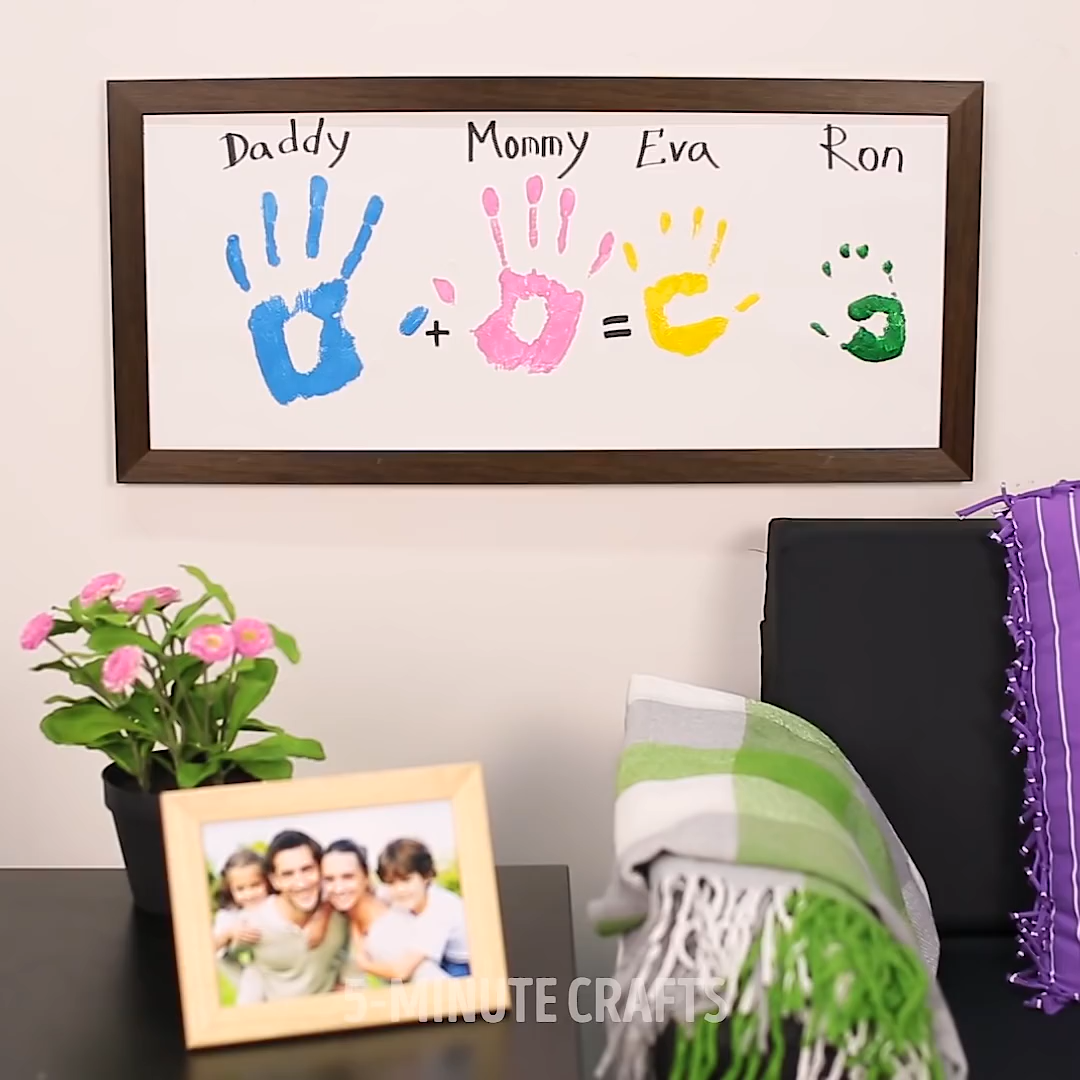 Daddy Mommy Eva Ron
+ =
5-MINUTE CRAFTS